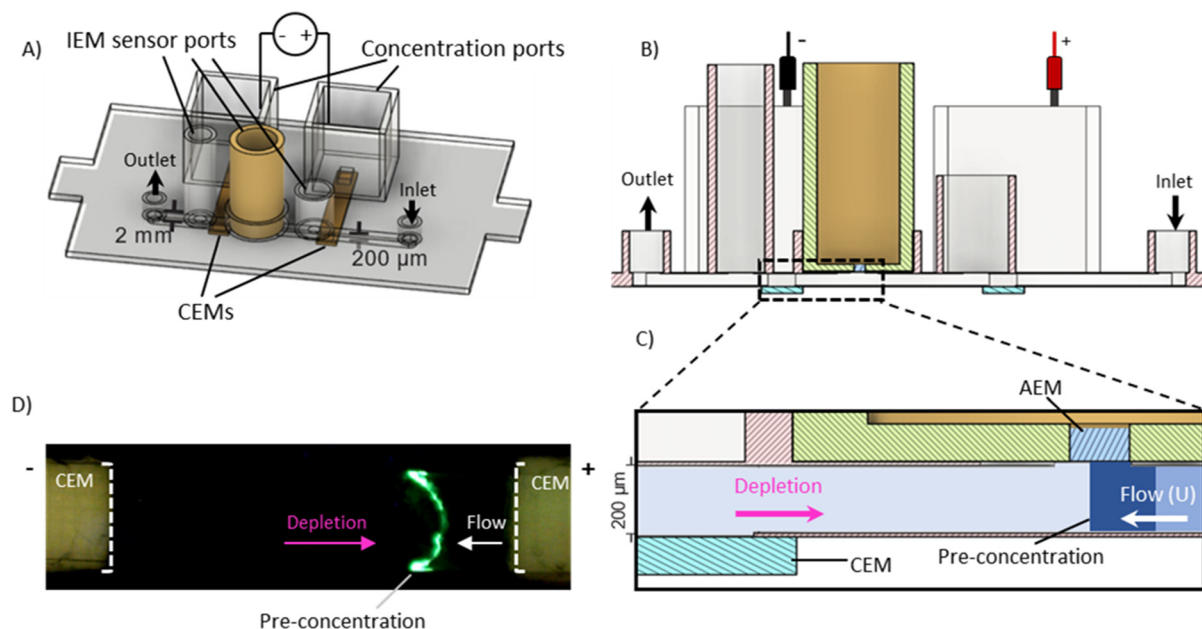 A)
IEM sensor ports
- +
Concentration ports
Outlet
Inlet
2 mm
200 µm
CEMs
B)
-
+
Outlet
Inlet
C)
AEM
200 µm
Depletion
Flow (U)
Pre-concentration
CEM
D)
-
+
CEM
CEM
Depletion
Flow
Pre-concentration